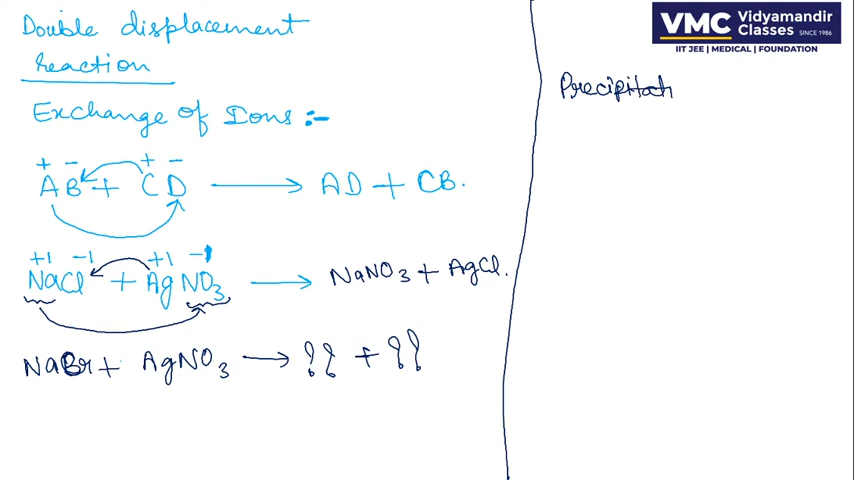 Double displacement
reaction
Exchange of Ions :-
+ - + -
AB + CD → AD + CB.
+1 -1 +1 -1
NaCl + AgNO3 → NaNO3 + AgCl.
NaBr + AgNO3 → ?? + ??
VMC Vidyamandir
Classes
SINCE 1986
IIT JEE | MEDICAL | FOUNDATION
Precipitat